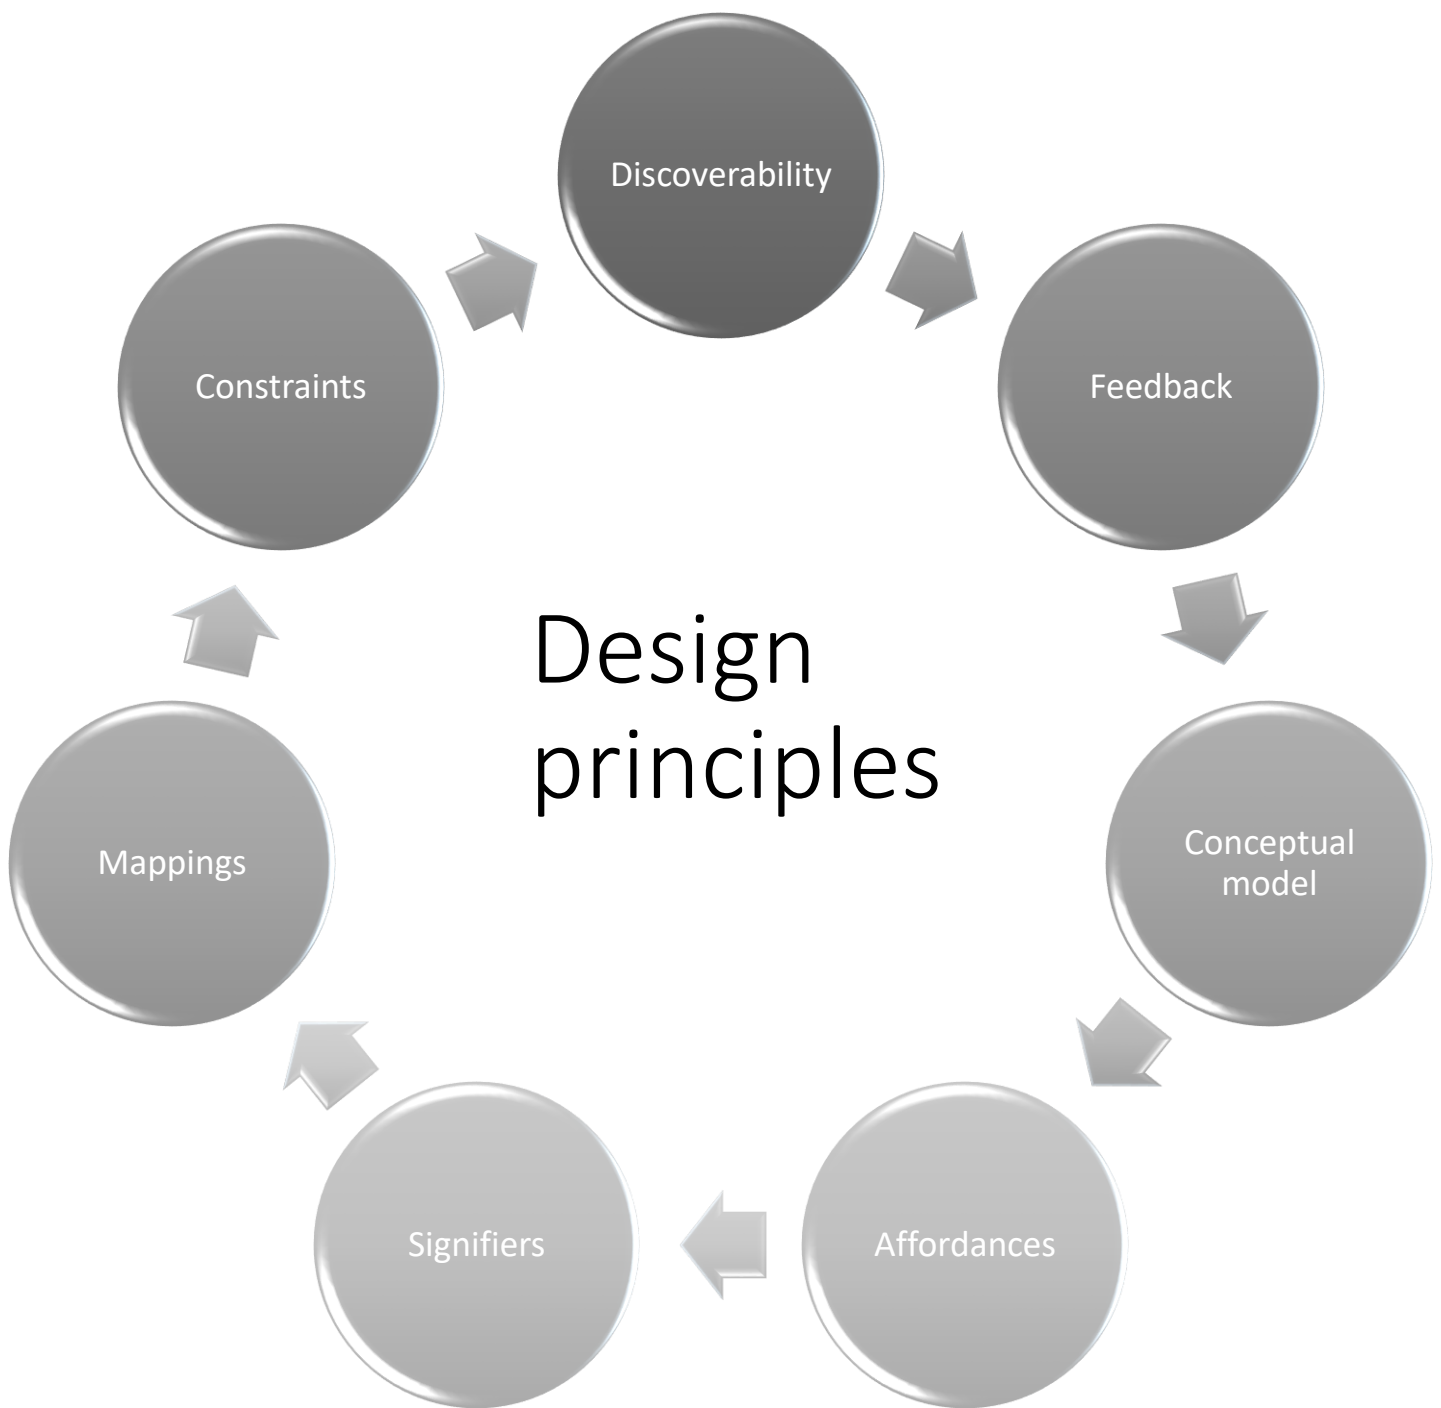 Discoverability
Feedback
Conceptual
model
Affordances
Signifiers
Mappings
Constraints
Design
principles